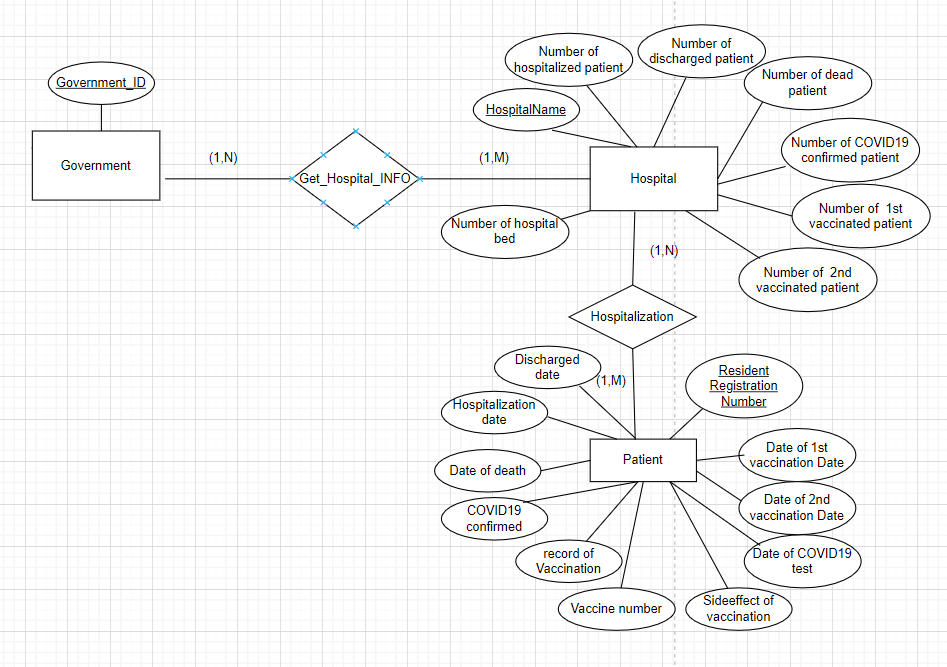 Number of
hospitalized patient
Number of
discharged patient
Government_ID
Number of dead
patient
HospitalName
Number of COVID19
confirmed patient
Government
(1,N)
Get_Hospital_INFO
(1,M)
Hospital
Number of hospital
bed
Number of 1st
vaccinated patient
(1,N)
Number of 2nd
vaccinated patient
Hospitalization
Discharged
date
(1,M)
Resident
Registration
Number
Hospitalization
date
Patient
Date of 1st
vaccination Date
Date of death
Date of 2nd
vaccination Date
COVID19
confirmed
record of
Vaccination
Date of COVID19
test
Vaccine number
Sideeffect of
vaccination